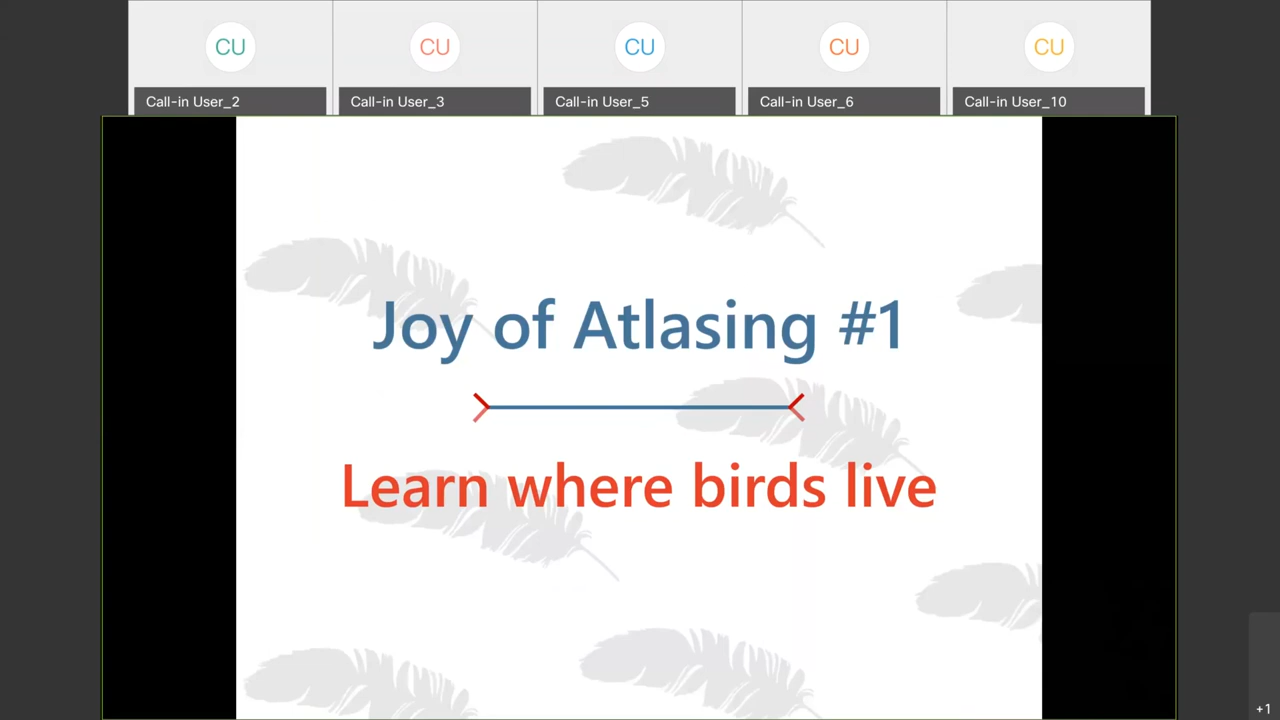 CU
CU
CU
CU
CU
Call-in User_2
Call-in User_3
Call-in User_5
Call-in User_6
Call-in User_10
Joy of Atlasing #1
Learn where birds live
+1